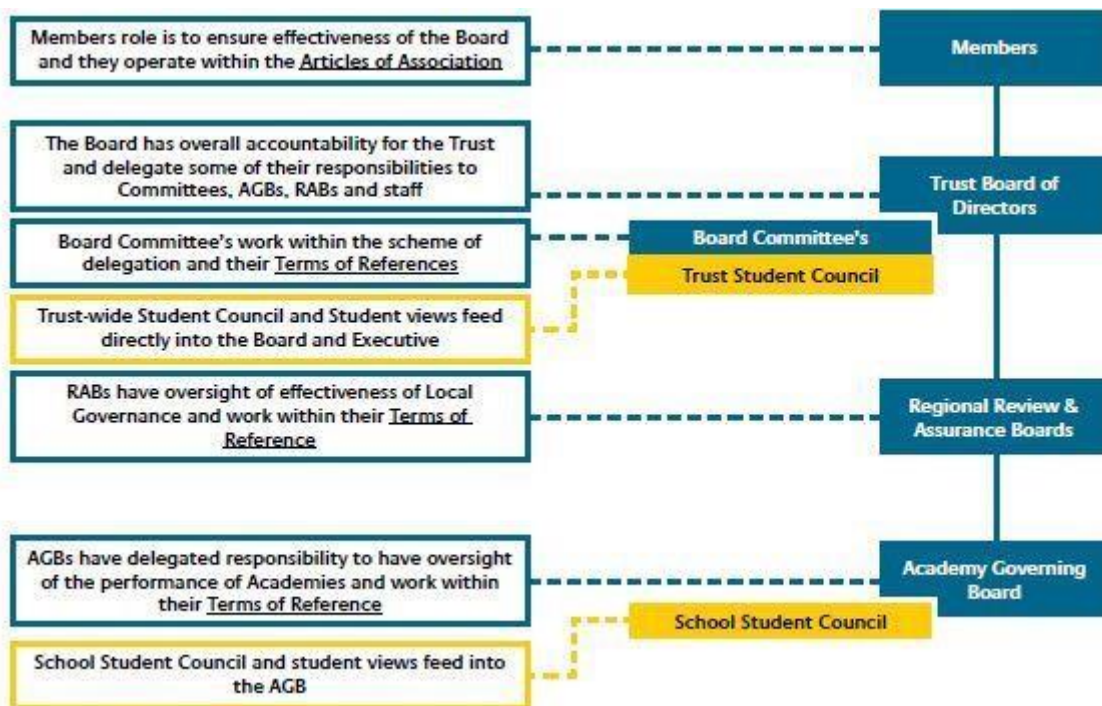 Members role is to ensure effectiveness of the Board
and they operate within the Articles of Association
Members
The Board has overall accountability for the Trust
and delegate some of their responsibilities to
Committees, AGBs, RABs and staff
Trust Board of
Directors
Board Committee's work within the scheme of
delegation and their Terms of References
Board Committee's
Trust Student Council
Trust-wide Student Council and Student views feed
directly into the Board and Executive
RABs have oversight of effectiveness of Local
Governance and work within their Terms of
Reference
Regional Review &
Assurance Boards
AGBs have delegated responsibility to have oversight
of the performance of Academies and work within
their Terms of Reference
Academy Governing
Board
School Student Council
School Student Council and student views feed into
the AGB